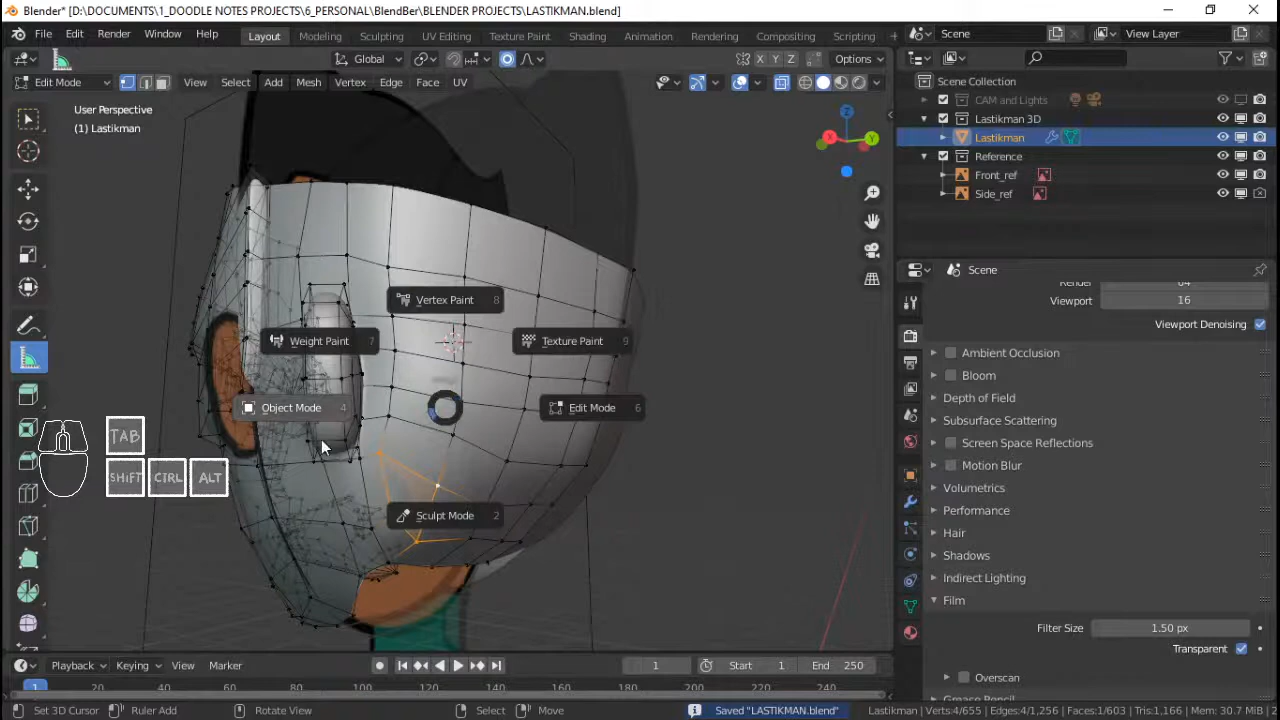 Blender* [D:\DOCUMENTS\1_DOODLE NOTES PROJECTS\6_PERSONAL\BlendBer\BLENDER PROJECTS\LASTIKMAN.blend]
File Edit Render Window Help Layout Modeling Sculpting UV Editing Texture Paint Shading Animation Rendering Compositing Scripting Scene View Layer
Global X Y Z Options
Edit Mode View Select Add Mesh Vertex Edge Face UV
Scene Collection
User Perspective
(1) Lastikman
CAM and Lights
Lastikman 3D
Lastikman
Reference
Front_ref
Side_ref
X Y
Scene
Viewport 16
Viewport Denoising
Vertex Paint 8
Weight Paint 7
Texture Paint 9
Object Mode 4
Edit Mode 6
Sculpt Mode 2
TAB
SHIFT CTRL ALT
Ambient Occlusion
Bloom
Depth of Field
Subsurface Scattering
Screen Space Reflections
Motion Blur
Volumetrics
Performance
Hair
Shadows
Indirect Lighting
Film
Filter Size 1.50 px
Transparent
Overscan
Playback Keying View Marker 1 Start 1 End 250
1 20 40 60 80 100 120 140 160 180 200 220 240
Set 3D Cursor Ruler Add Rotate View Select Move Saved "LASTIKMAN.blend" Lastikman | Verts:4/655 | Edges:4/1,256 | Faces:1/603 | Tris:1,166 | Mem: 30.7 MiB | 2